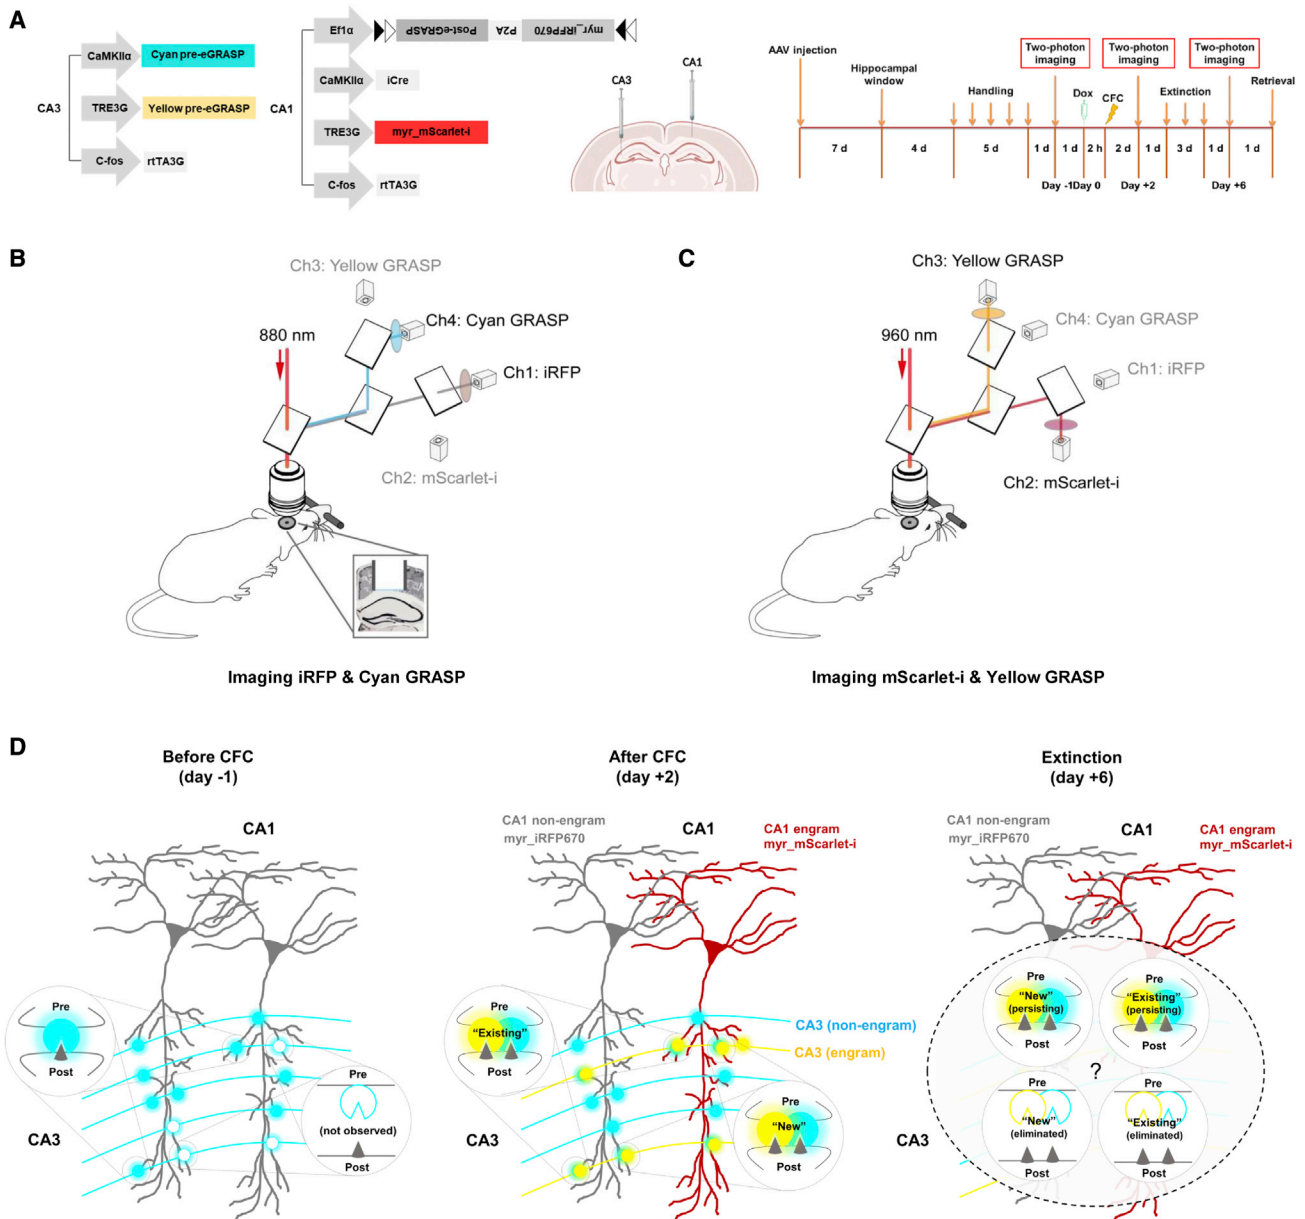 A
CA3
CaMKIIα
Cyan pre-eGRASP
TRE3G
Yellow pre-eGRASP
C-fos
rtTA3G
CA1
Ef1α
Post-eGRASP
P2A
myr_iRFP670
CaMKIIα
iCre
TRE3G
myr_mScarlet-i
C-fos
rtTA3G
CA3
CA1
AAV injection
Hippocampal
window
Handling
Two-photon
imaging
Dox
CFC
Two-photon
imaging
Extinction
Two-photon
imaging
Retrieval
7 d
4 d
5 d
1 d
1 d
2 h
2 d
1 d
3 d
1 d
1 d
Day -1
Day 0
Day +2
Day +6
B
Ch3: Yellow GRASP
Ch4: Cyan GRASP
880 nm
Ch1: iRFP
Ch2: mScarlet-i
Imaging iRFP & Cyan GRASP
C
Ch3: Yellow GRASP
Ch4: Cyan GRASP
960 nm
Ch1: iRFP
Ch2: mScarlet-i
Imaging mScarlet-i & Yellow GRASP
D
Before CFC
(day -1)
CA1
Pre
Post
Pre
(not observed)
Post
CA3
After CFC
(day +2)
CA1 non-engram
myr_iRFP670
CA1
CA1 engram
myr_mScarlet-i
Pre
“Existing”
Post
CA3 (non-engram)
CA3 (engram)
Pre
“New”
Post
CA3
Extinction
(day +6)
CA1 non-engram
myr_iRFP670
CA1
CA1 engram
myr_mScarlet-i
Pre
“New”
(persisting)
Post
Pre
“Existing”
(persisting)
Post
?
Pre
“New”
(eliminated)
Post
Pre
“Existing”
(eliminated)
Post
CA3